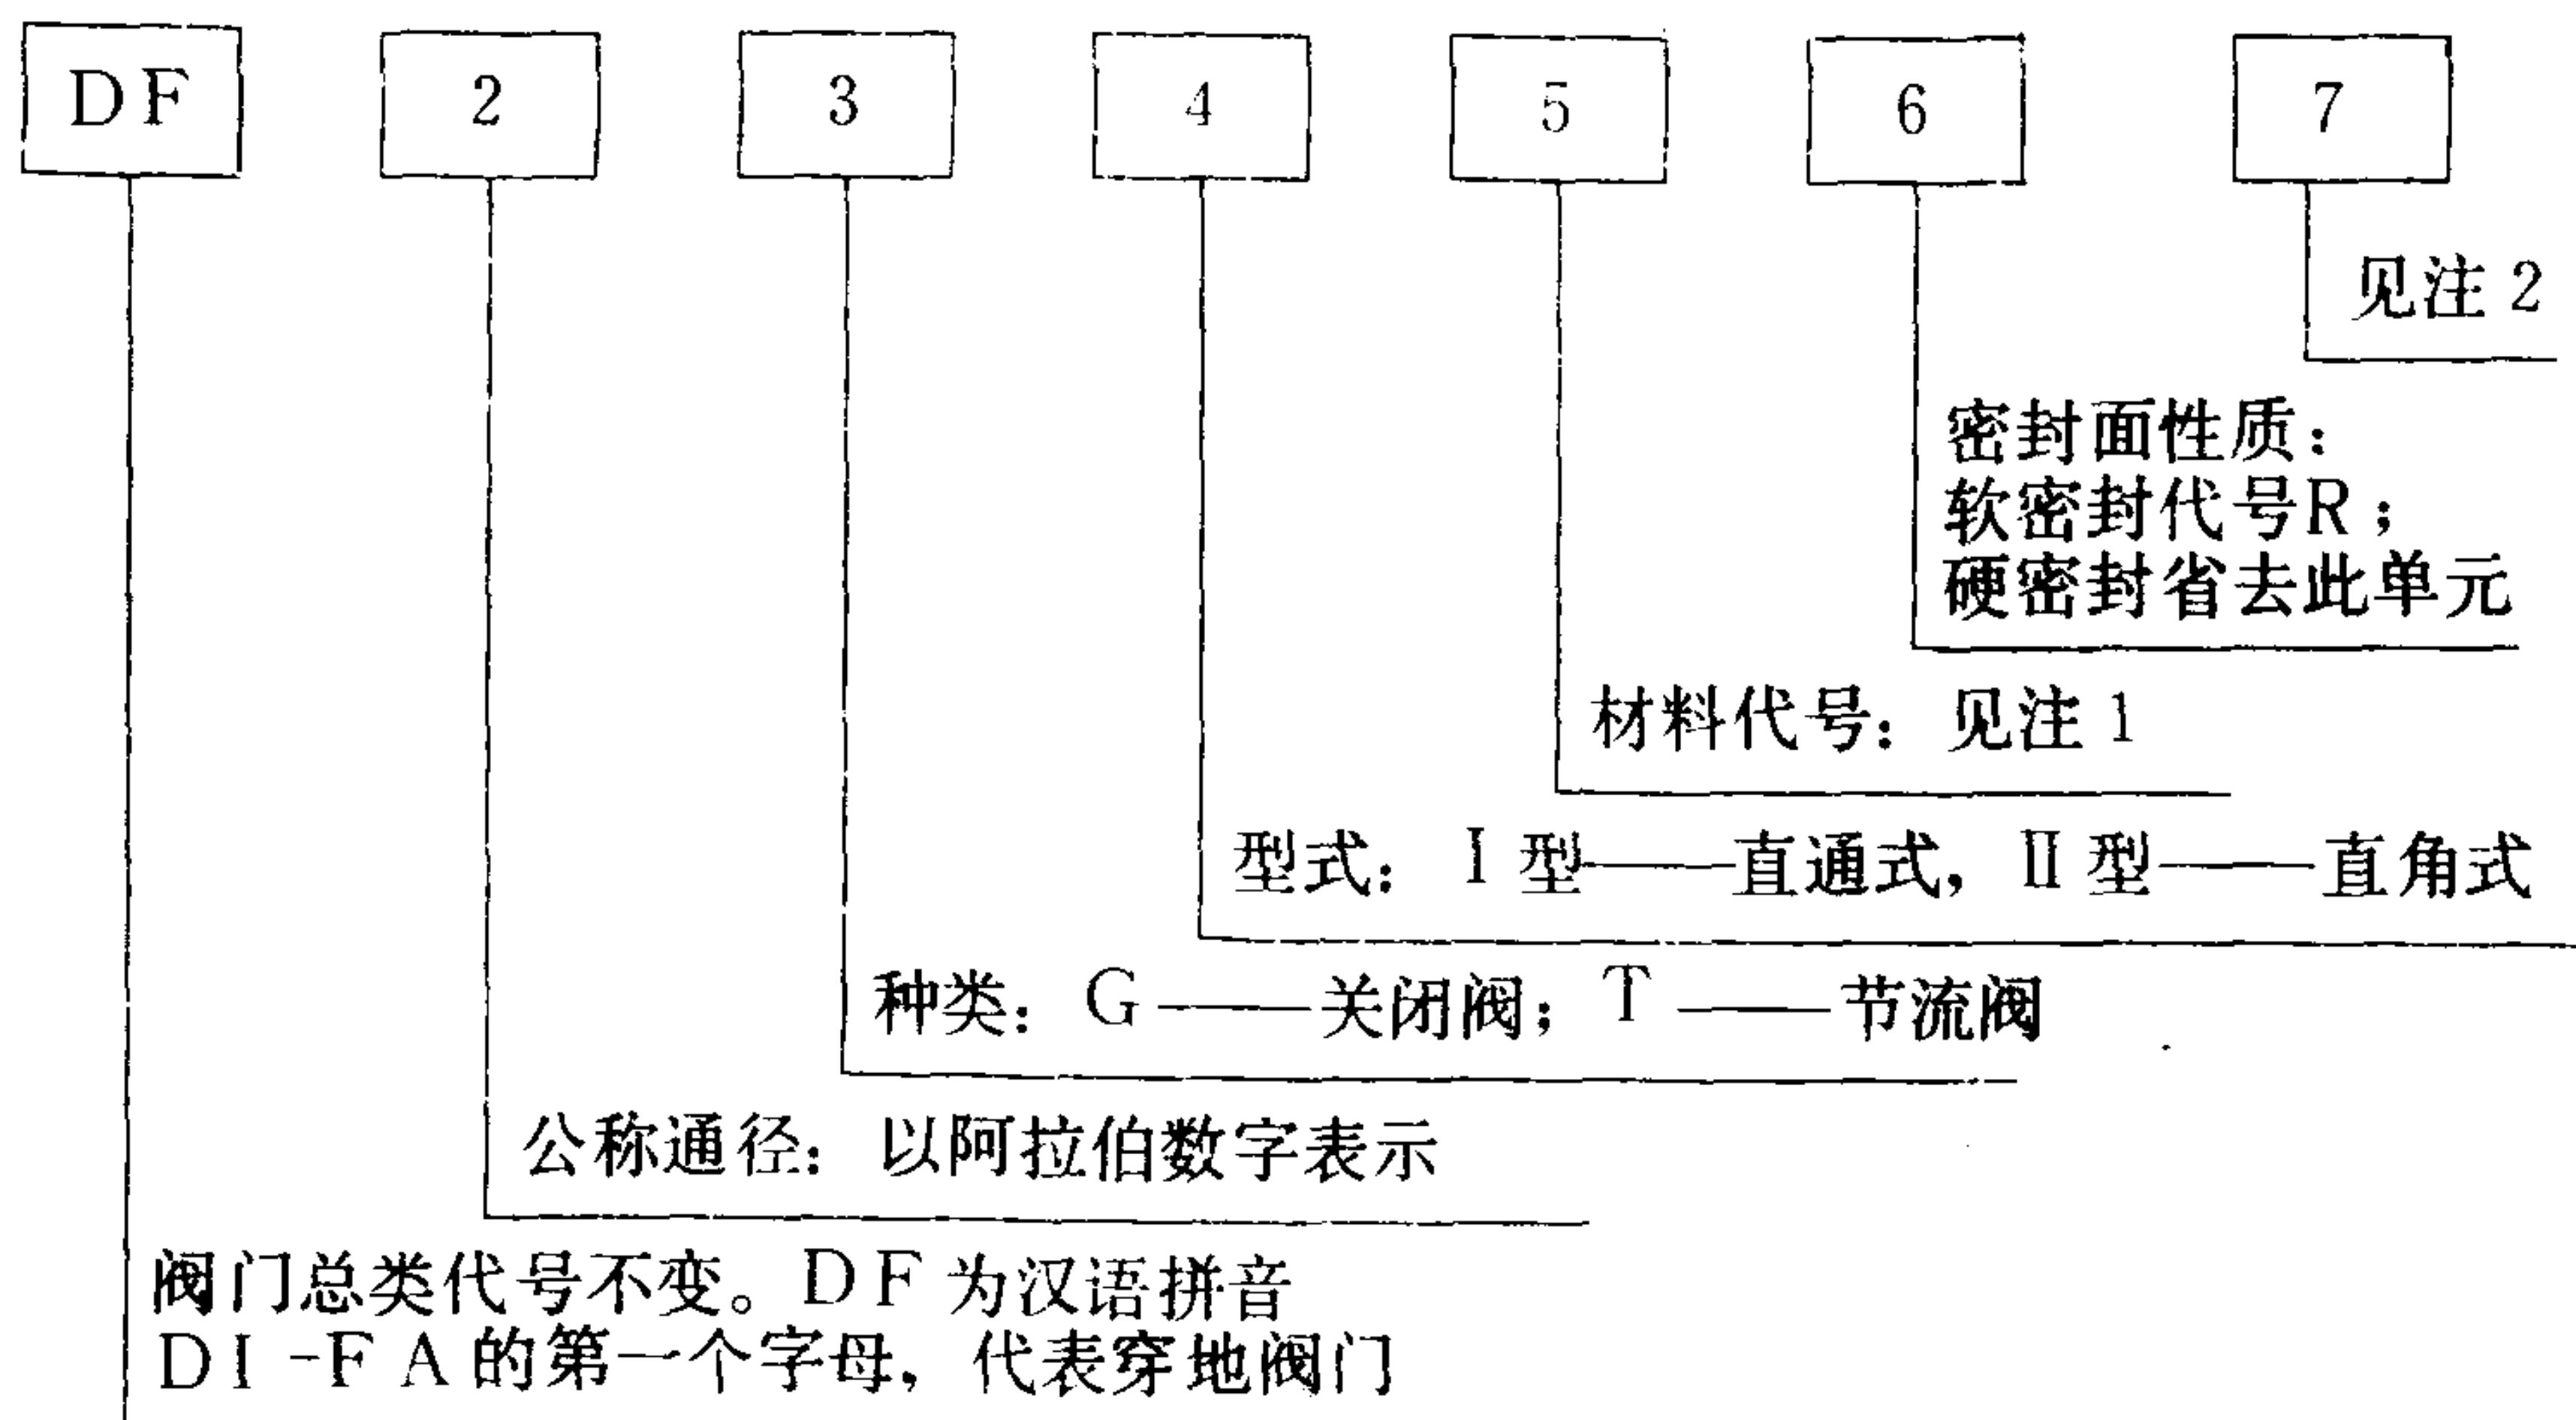 DF 2 3 4 5 6 7
见注 2
密封面性质：
软密封代号R；
硬密封省去此单元
材料代号：见注 1
型式：Ⅰ型——直通式，Ⅱ型——直角式
种类：G——关闭阀；T——节流阀
公称通径：以阿拉伯数字表示
阀门总类代号不变。DF为汉语拼音
DI-FA的第一个字母，代表穿地阀门